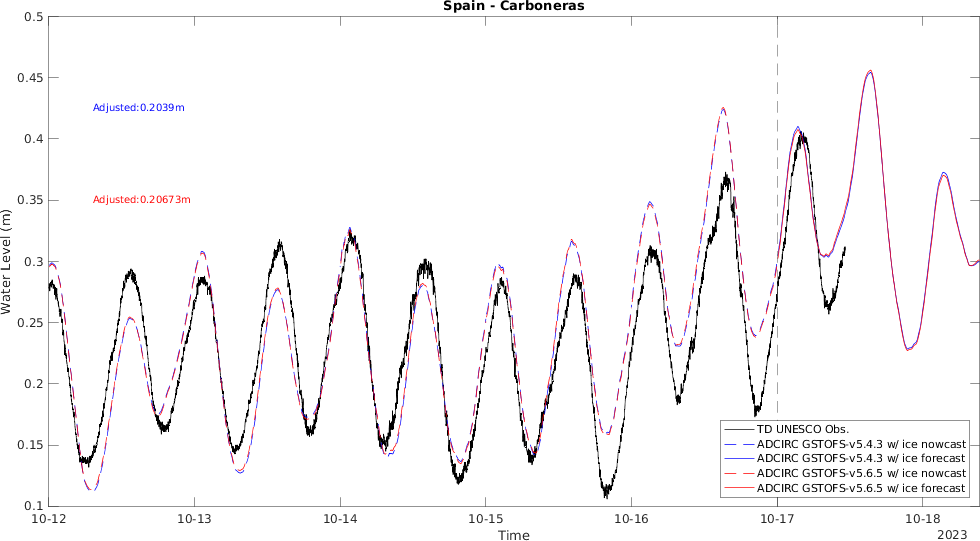 Spain - Carboneras
0.5
0.45
0.4
0.35
0.3
0.25
0.2
0.15
0.1
Water Level (m)
Adjusted:0.2039m
Adjusted:0.20673m
TD UNESCO Obs.
ADCIRC GSTOFS-v5.4.3 w/ ice nowcast
ADCIRC GSTOFS-v5.4.3 w/ ice forecast
ADCIRC GSTOFS-v5.6.5 w/ ice nowcast
ADCIRC GSTOFS-v5.6.5 w/ ice forecast
10-12 10-13 10-14 10-15 10-16 10-17 10-18
Time
2023